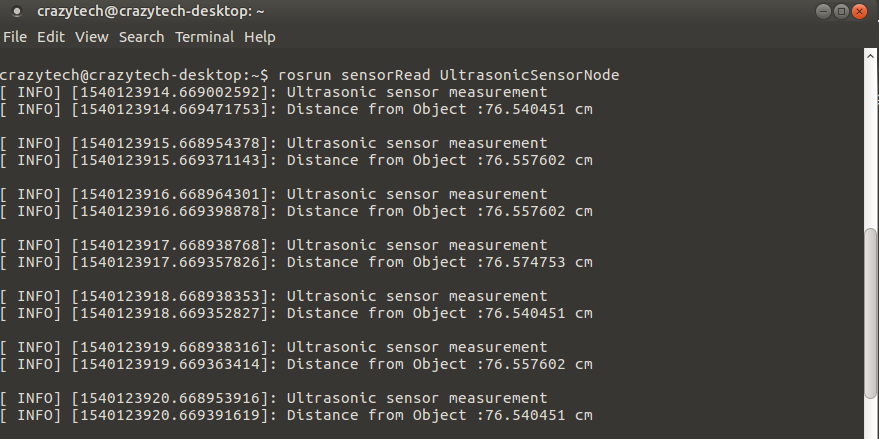 crazytech@crazytech-desktop: ~
File Edit View Search Terminal Help
crazytech@crazytech-desktop:~$ rosrun sensorRead UltrasonicSensorNode
[ INFO] [1540123914.669002592]: Ultrasonic sensor measurement
[ INFO] [1540123914.669471753]: Distance from Object :76.540451 cm
[ INFO] [1540123915.668954378]: Ultrasonic sensor measurement
[ INFO] [1540123915.669371143]: Distance from Object :76.557602 cm
[ INFO] [1540123916.668964301]: Ultrasonic sensor measurement
[ INFO] [1540123916.669398878]: Distance from Object :76.557602 cm
[ INFO] [1540123917.668938768]: Ultrasonic sensor measurement
[ INFO] [1540123917.669357826]: Distance from Object :76.574753 cm
[ INFO] [1540123918.668938353]: Ultrasonic sensor measurement
[ INFO] [1540123918.669352827]: Distance from Object :76.540451 cm
[ INFO] [1540123919.668938316]: Ultrasonic sensor measurement
[ INFO] [1540123919.669363414]: Distance from Object :76.557602 cm
[ INFO] [1540123920.668953916]: Ultrasonic sensor measurement
[ INFO] [1540123920.669391619]: Distance from Object :76.540451 cm